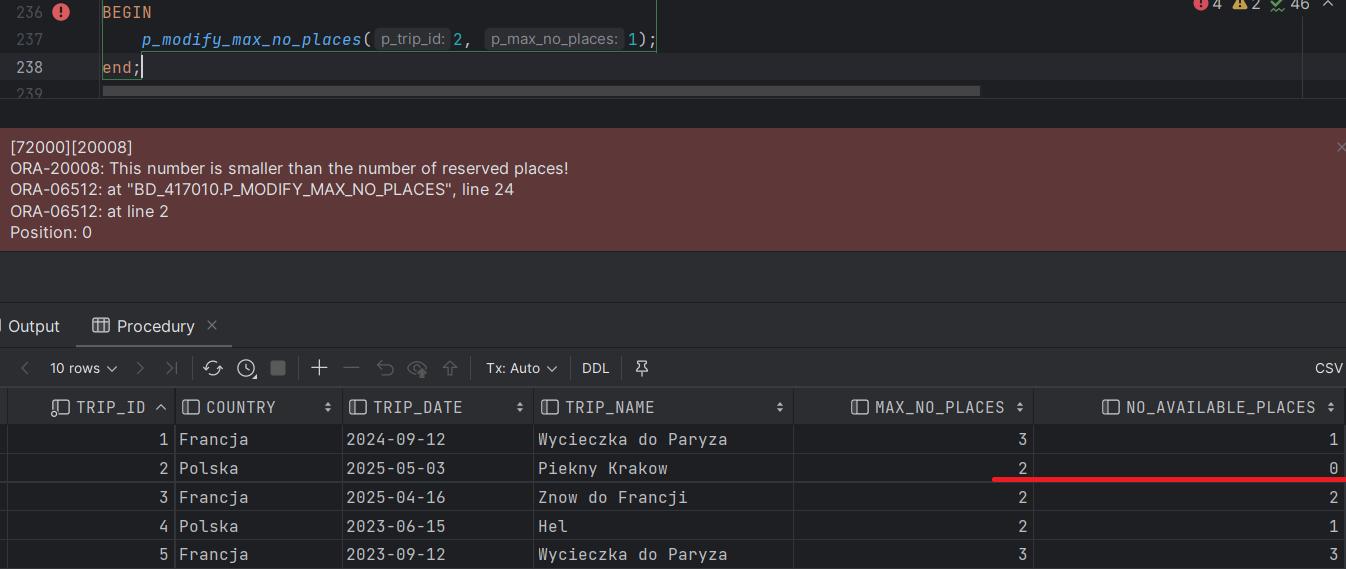 236 BEGIN 4 2 46
237 p_modify_max_no_places( p_trip_id: 2, p_max_no_places: 1);
238 end;
239
[72000][20008]
ORA-20008: This number is smaller than the number of reserved places!
ORA-06512: at "BD_417010.P_MODIFY_MAX_NO_PLACES", line 24
ORA-06512: at line 2
Position: 0
Output Procedury
10 rows Tx: Auto DDL CSV
TRIP_ID COUNTRY TRIP_DATE TRIP_NAME MAX_NO_PLACES NO_AVAILABLE_PLACES
1 Francja 2024-09-12 Wycieczka do Paryza 3 1
2 Polska 2025-05-03 Piekny Krakow 2 0
3 Francja 2025-04-16 Znow do Francji 2 2
4 Polska 2023-06-15 Hel 2 1
5 Francja 2023-09-12 Wycieczka do Paryza 3 3